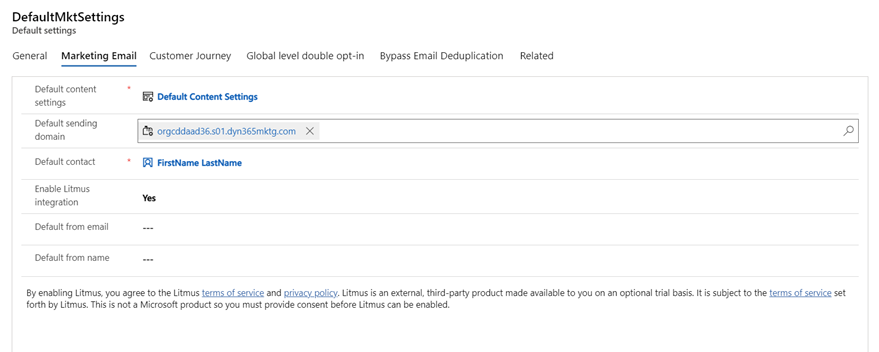 DefaultMktSettings
Default settings
General Marketing Email Customer Journey Global level double opt-in Bypass Email Deduplication Related
Default content settings * Default Content Settings
Default sending domain orgcddaad36.s01.dyn365mktg.com
Default contact * FirstName LastName
Enable Litmus integration Yes
Default from email ---
Default from name ---
By enabling Litmus, you agree to the Litmus terms of service and privacy policy. Litmus is an external, third-party product made available to you on an optional trial basis. It is subject to the terms of service set
forth by Litmus. This is not a Microsoft product so you must provide consent before Litmus can be enabled.